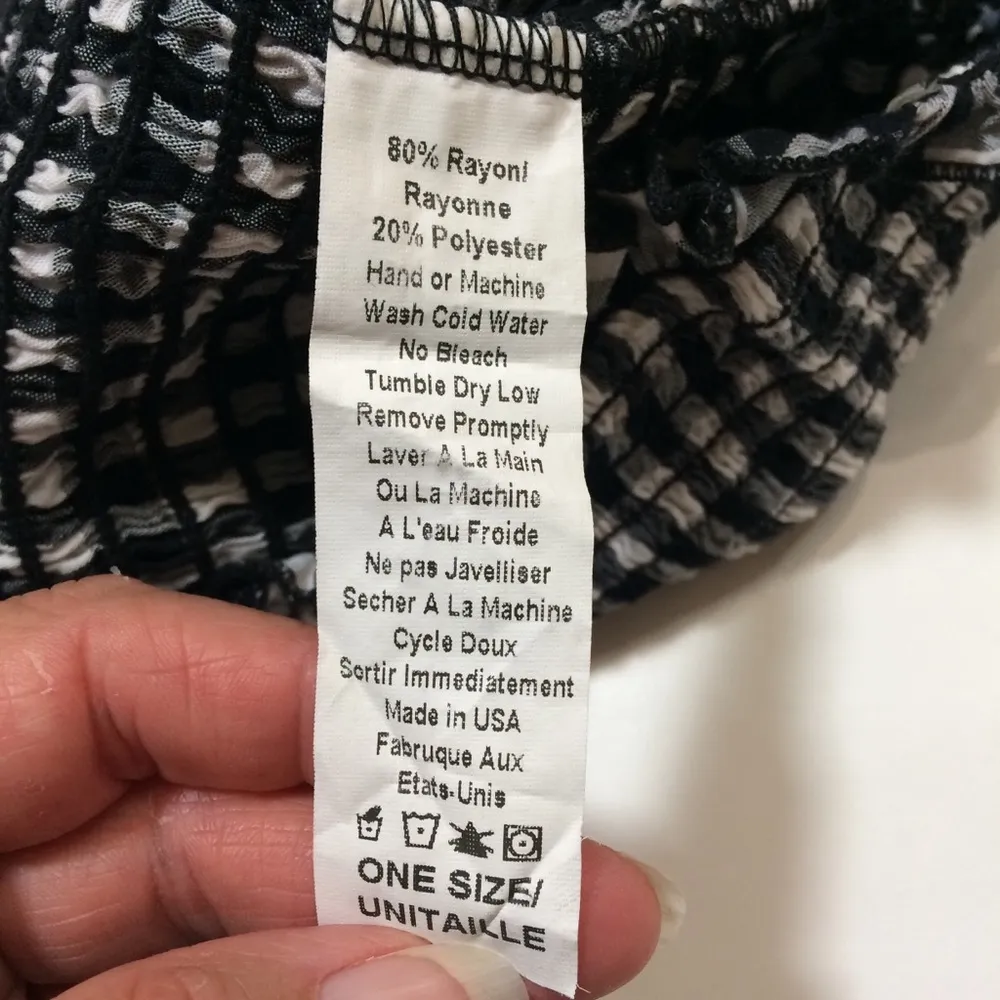 80% Rayon/
Rayonne
20% Polyester
Hand or Machine
Wash Cold Water
No Bleach
Tumble Dry Low
Remove Promptly
Laver A La Main
Ou La Machine
A L'eau Froide
Ne pas Javelliser
Secher A La Machine
Cycle Doux
Sortir Immediatement
Made in USA
Fabruque Aux
Etats-Unis
ONE SIZE/
UNITAILLE